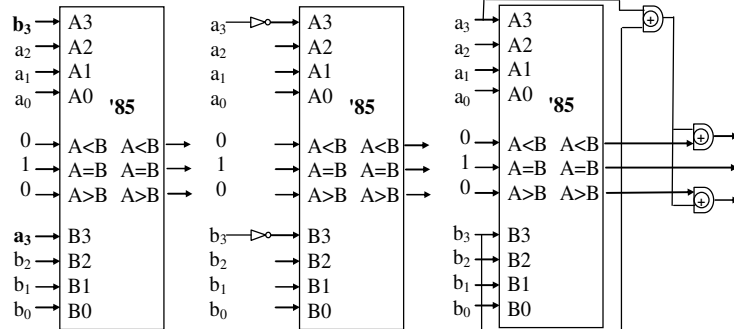 b₃ A3
a₂ A2
a₁ A1
a₀ A0
'85
0 A<B A<B
1 A=B A=B
0 A>B A>B
a₃ B3
b₂ B2
b₁ B1
b₀ B0
a₃ A3
a₂ A2
a₁ A1
a₀ A0
'85
0 A<B A<B
1 A=B A=B
0 A>B A>B
b₃ B3
b₂ B2
b₁ B1
b₀ B0
a₃ A3
a₂ A2
a₁ A1
a₀ A0
'85
0 A<B A<B
1 A=B A=B
0 A>B A>B
b₃ B3
b₂ B2
b₁ B1
b₀ B0
+
+
+